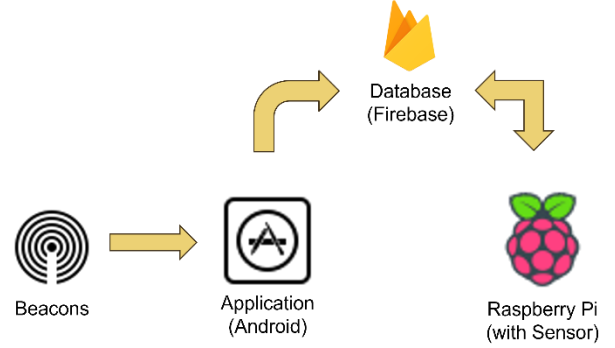 Database
(Firebase)
Beacons
Application
(Android)
Raspberry Pi
(with Sensor)